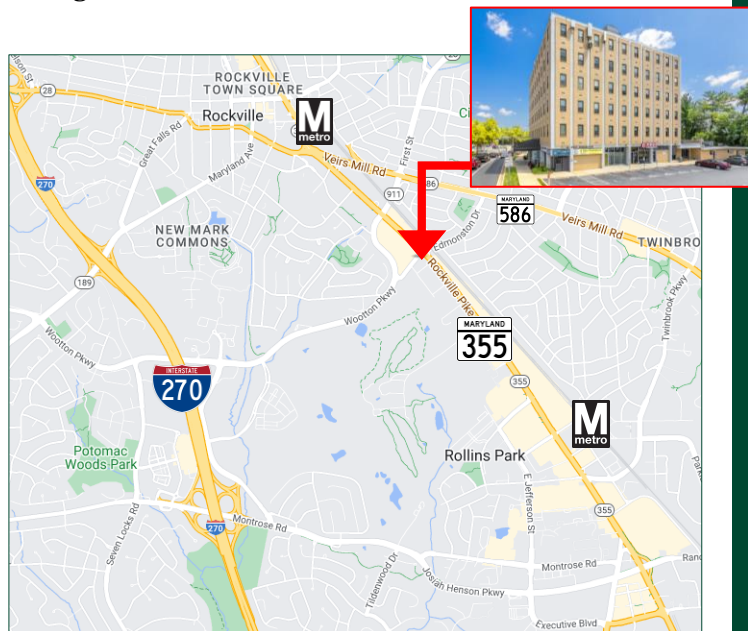 ROCKVILLE
TOWN SQUARE
28
Rockville
M
metro
Great Falls Rd
Maryland Ave
Veirs Mill Rd
First St
28
586
911
MARYLAND
586
Veirs Mill Rd
270
NEW MARK
COMMONS
Edmonston Dr
TWINBRO
189
Rockville Pike
Wootton Pkwy
MARYLAND
355
Twinbrook Pkwy
Wootton Pkwy
INTERSTATE
270
355
M
metro
Potomac
Woods Park
Rollins Park
E Jefferson St
355
270
Montrose Rd
Seven Locks Rd
Tildenwood Dr
Josiah Henson Pkwy
Montrose Rd
Executive Blvd